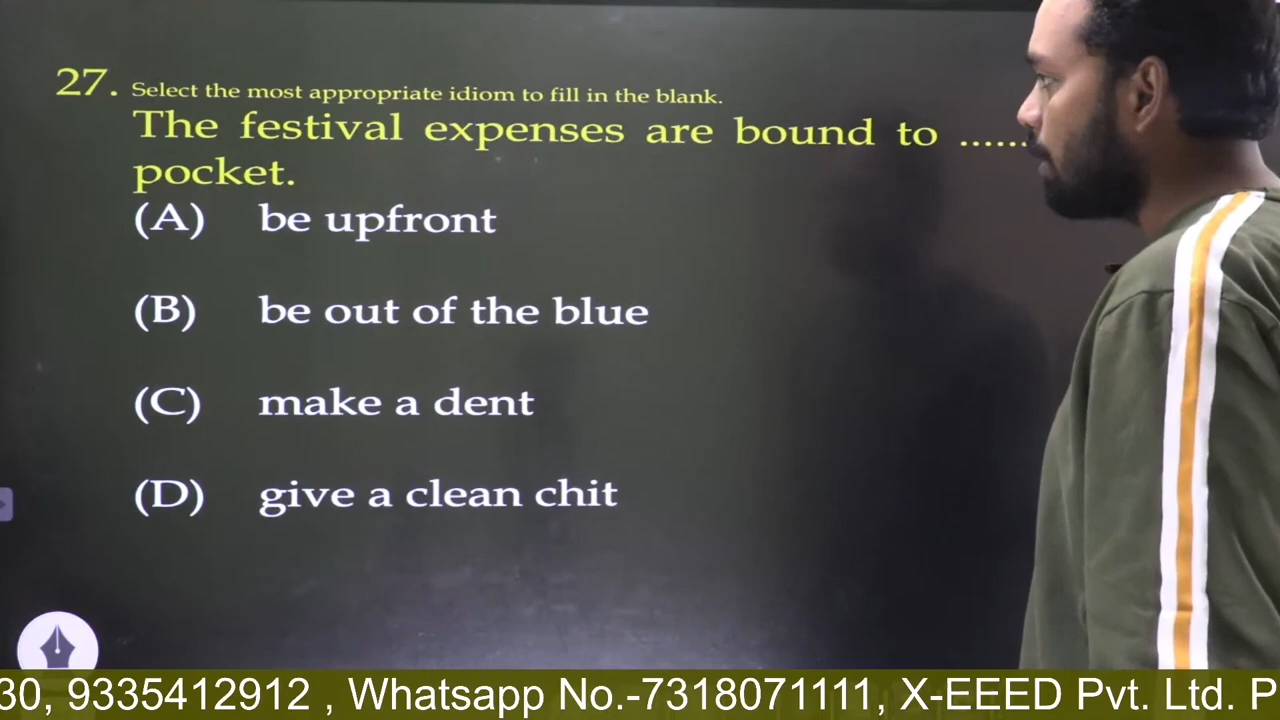 27. Select the most appropriate idiom to fill in the blank.
The festival expenses are bound to ......
pocket.
(A) be upfront
(B) be out of the blue
(C) make a dent
(D) give a clean chit
30, 9335412912 , Whatsapp No.-7318071111, X-EEED Pvt. Ltd. P